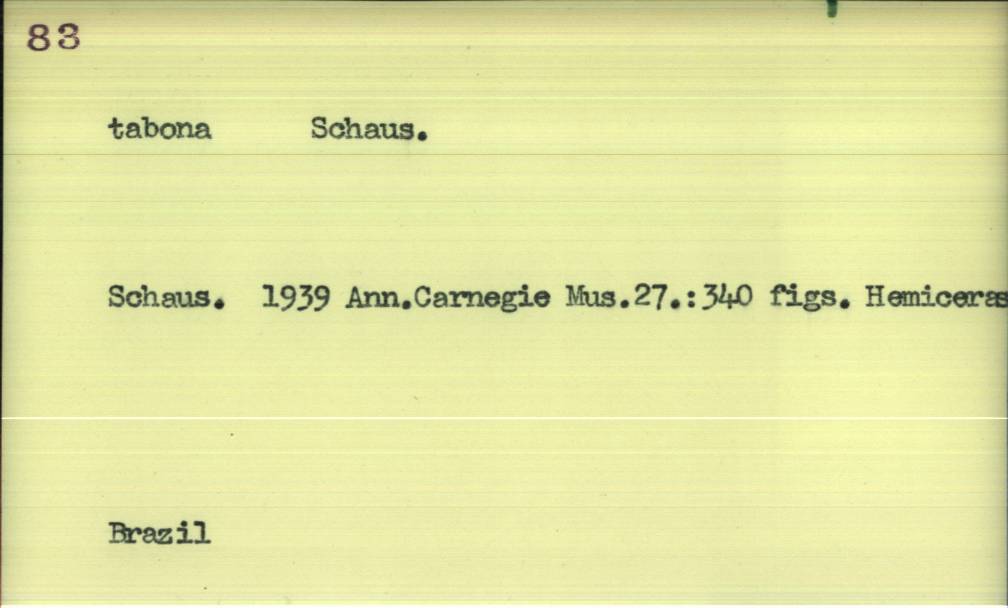 83
tabona Schaus.
Schaus. 1939 Ann.Carnegie Mus.27.:340 figs. Hemiceras
Brazil